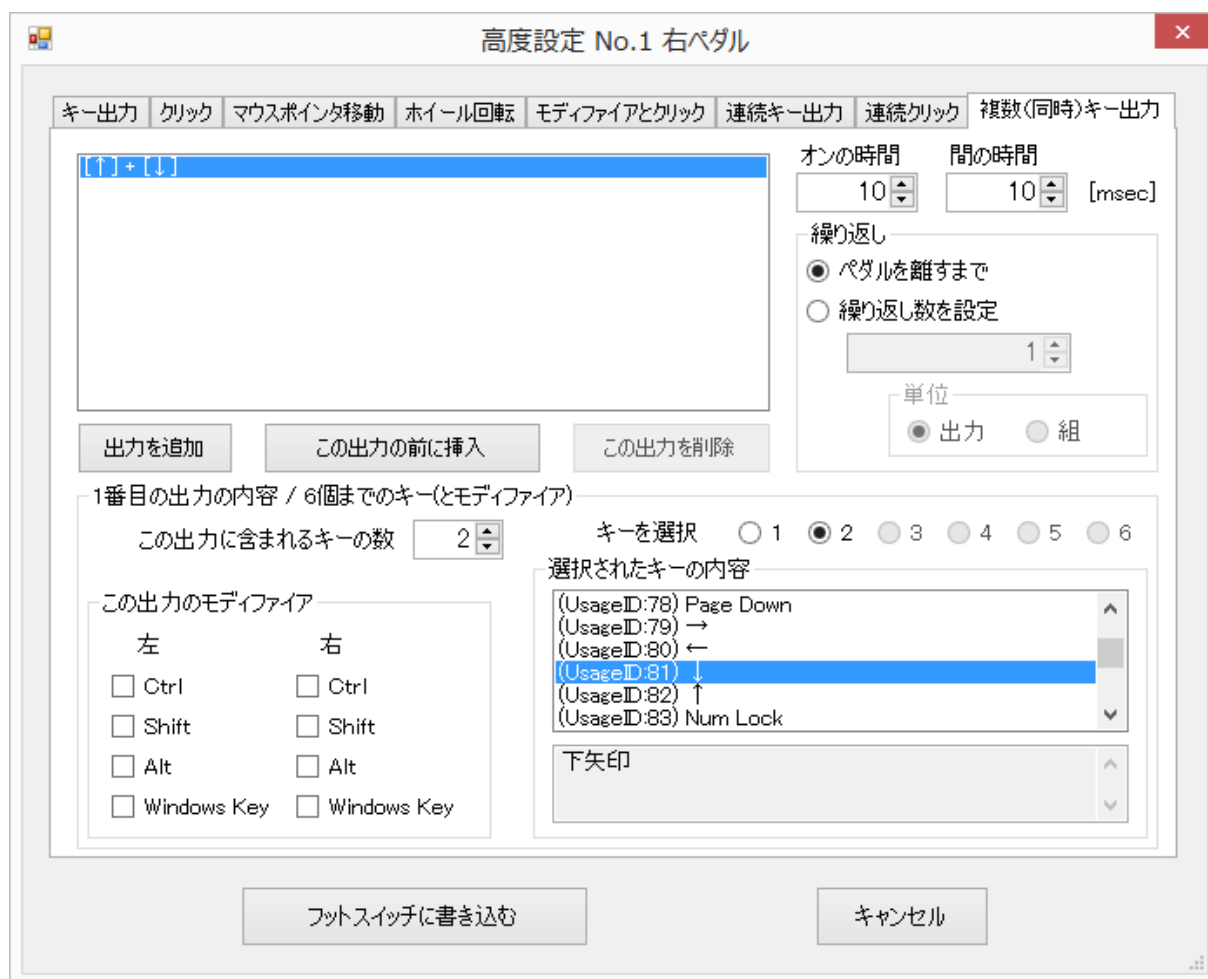 高度設定 No.1 右ペダル
キー出力 クリック マウスポインタ移動 ホイール回転 モディファイアとクリック 連続キー出力 連続クリック 複数(同時)キー出力
[↑] + [↓]
オンの時間 間の時間
10 10 [msec]
繰り返し
ペダルを離すまで
繰り返し数を設定
1
単位
出力 組
出力を追加 この出力の前に挿入 この出力を削除
1番目の出力の内容 / 6個までのキー(とモディファイア)
この出力に含まれるキーの数 2
キーを選択 1 2 3 4 5 6
この出力のモディファイア
左 右
Ctrl Ctrl
Shift Shift
Alt Alt
Windows Key Windows Key
選択されたキーの内容
(UsageID:78) Page Down
(UsageID:79) →
(UsageID:80) ←
(UsageID:81) ↓
(UsageID:82) ↑
(UsageID:83) Num Lock
下矢印
フットスイッチに書き込む キャンセル